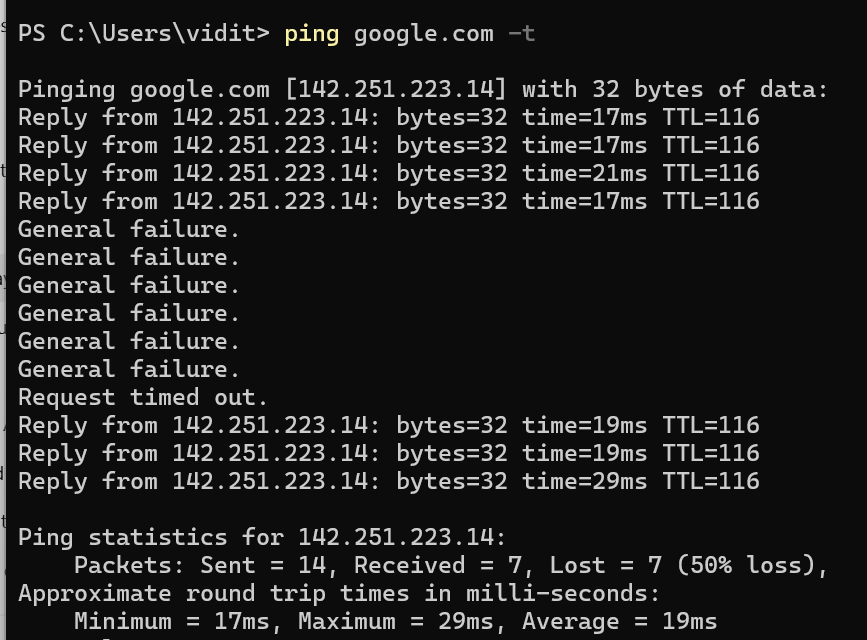 PS C:\Users\vidit> ping google.com -t
Pinging google.com [142.251.223.14] with 32 bytes of data:
Reply from 142.251.223.14: bytes=32 time=17ms TTL=116
Reply from 142.251.223.14: bytes=32 time=17ms TTL=116
Reply from 142.251.223.14: bytes=32 time=21ms TTL=116
Reply from 142.251.223.14: bytes=32 time=17ms TTL=116
General failure.
General failure.
General failure.
General failure.
General failure.
General failure.
Request timed out.
Reply from 142.251.223.14: bytes=32 time=19ms TTL=116
Reply from 142.251.223.14: bytes=32 time=19ms TTL=116
Reply from 142.251.223.14: bytes=32 time=29ms TTL=116
Ping statistics for 142.251.223.14:
Packets: Sent = 14, Received = 7, Lost = 7 (50% loss),
Approximate round trip times in milli-seconds:
Minimum = 17ms, Maximum = 29ms, Average = 19ms